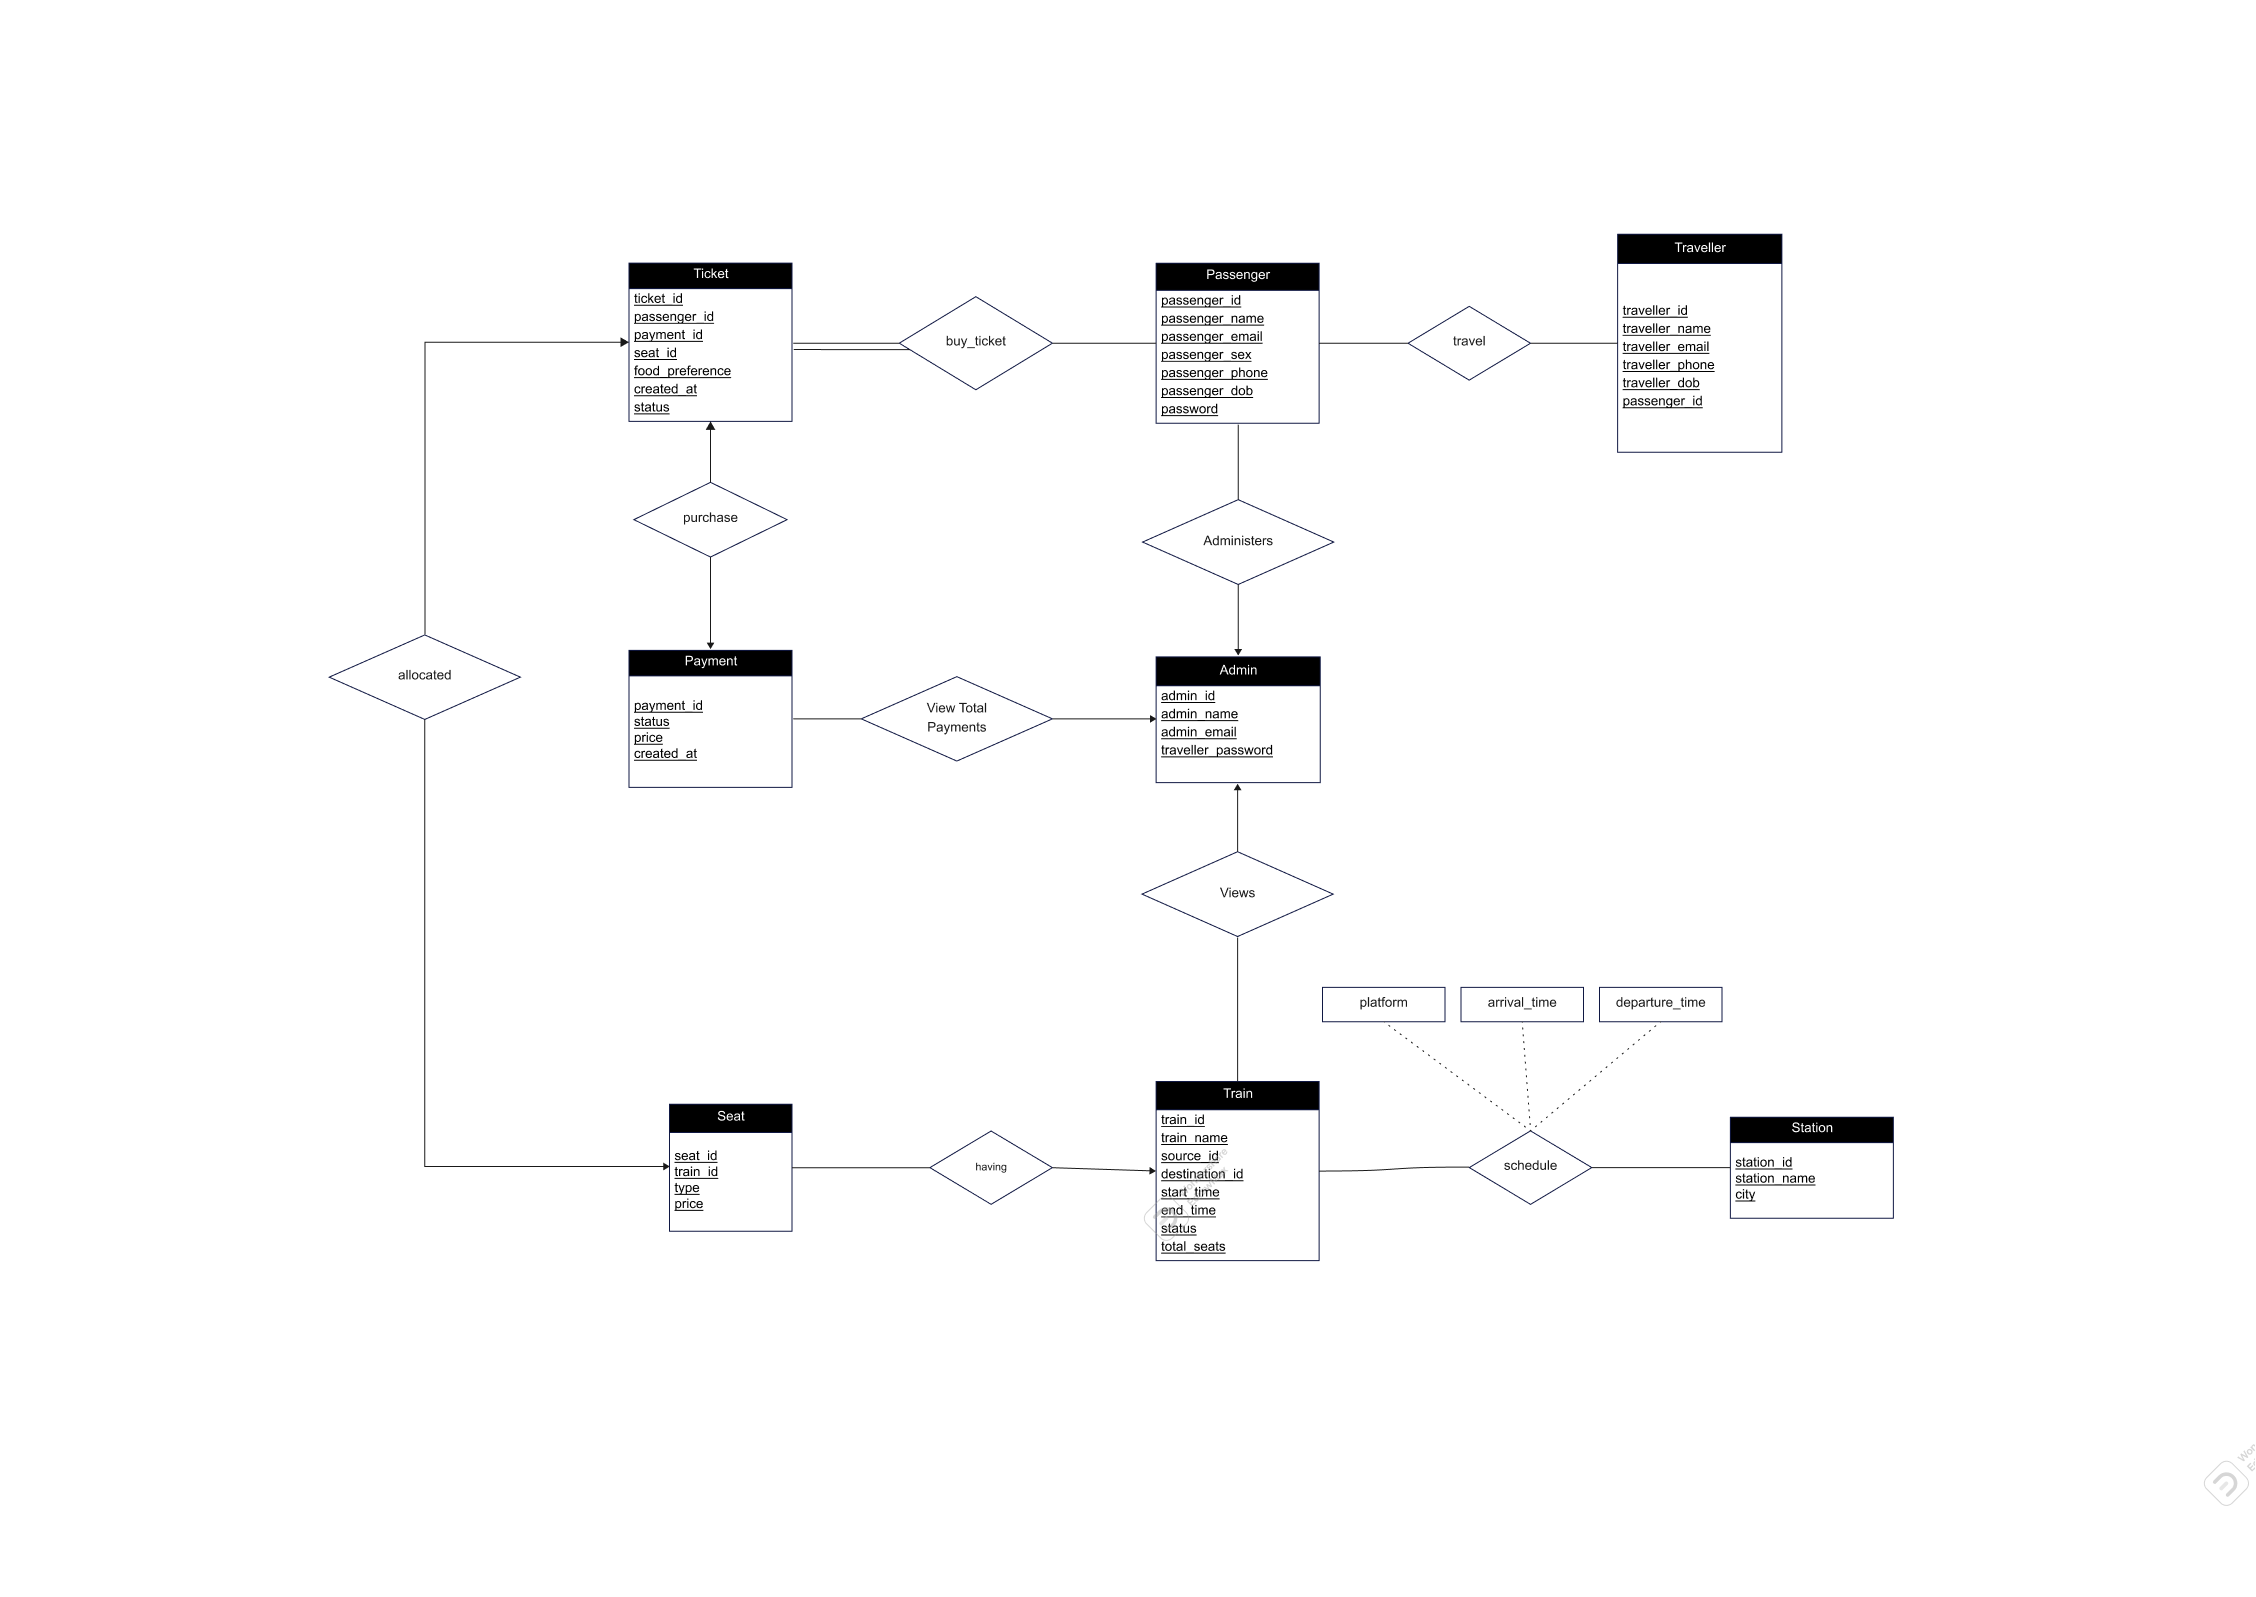 Traveller
traveller_id
traveller_name
traveller_email
traveller_phone
traveller_dob
passenger_id
Ticket
ticket_id
passenger_id
payment_id
seat_id
food_preference
created_at
status
buy_ticket
Passenger
passenger_id
passenger_name
passenger_email
passenger_sex
passenger_phone
passenger_dob
password
travel
purchase
Administers
allocated
Payment
payment_id
status
price
created_at
View Total
Payments
Admin
admin_id
admin_name
admin_email
traveller_password
Views
platform
arrival_time
departure_time
Seat
seat_id
train_id
type
price
having
Train
train_id
train_name
source_id
destination_id
start_time
end_time
status
total_seats
schedule
Station
station_id
station_name
city